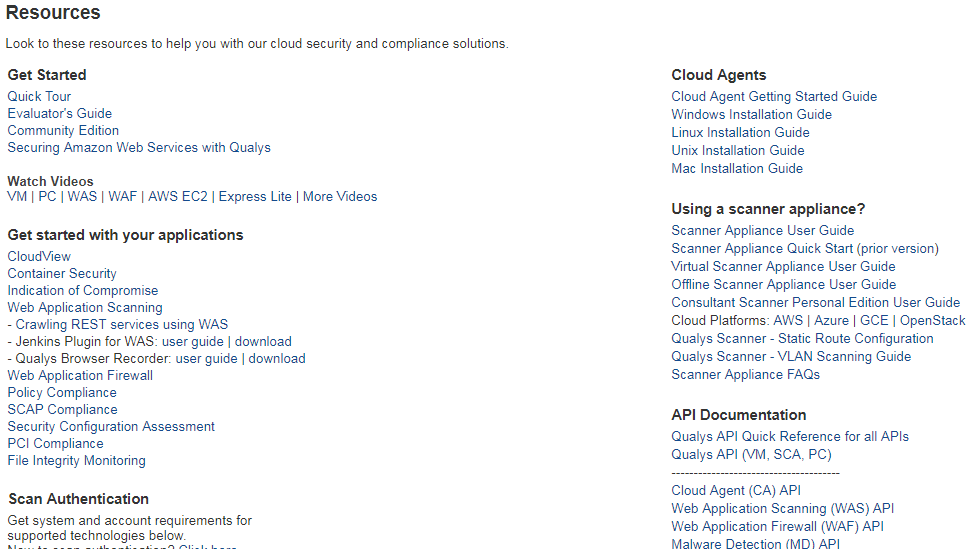 Resources
Look to these resources to help you with our cloud security and compliance solutions.
Get Started
Quick Tour
Evaluator's Guide
Community Edition
Securing Amazon Web Services with Qualys
Watch Videos
VM | PC | WAS | WAF | AWS EC2 | Express Lite | More Videos
Get started with your applications
CloudView
Container Security
Indication of Compromise
Web Application Scanning
- Crawling REST services using WAS
- Jenkins Plugin for WAS: user guide | download
- Qualys Browser Recorder: user guide | download
Web Application Firewall
Policy Compliance
SCAP Compliance
Security Configuration Assessment
PCI Compliance
File Integrity Monitoring
Scan Authentication
Get system and account requirements for
supported technologies below.
New to scan authentication? Click here
Cloud Agents
Cloud Agent Getting Started Guide
Windows Installation Guide
Linux Installation Guide
Unix Installation Guide
Mac Installation Guide
Using a scanner appliance?
Scanner Appliance User Guide
Scanner Appliance Quick Start (prior version)
Virtual Scanner Appliance User Guide
Offline Scanner Appliance User Guide
Consultant Scanner Personal Edition User Guide
Cloud Platforms: AWS | Azure | GCE | OpenStack
Qualys Scanner - Static Route Configuration
Qualys Scanner - VLAN Scanning Guide
Scanner Appliance FAQs
API Documentation
Qualys API Quick Reference for all APIs
Qualys API (VM, SCA, PC)
---------------------------------------
Cloud Agent (CA) API
Web Application Scanning (WAS) API
Web Application Firewall (WAF) API
Malware Detection (MD) API